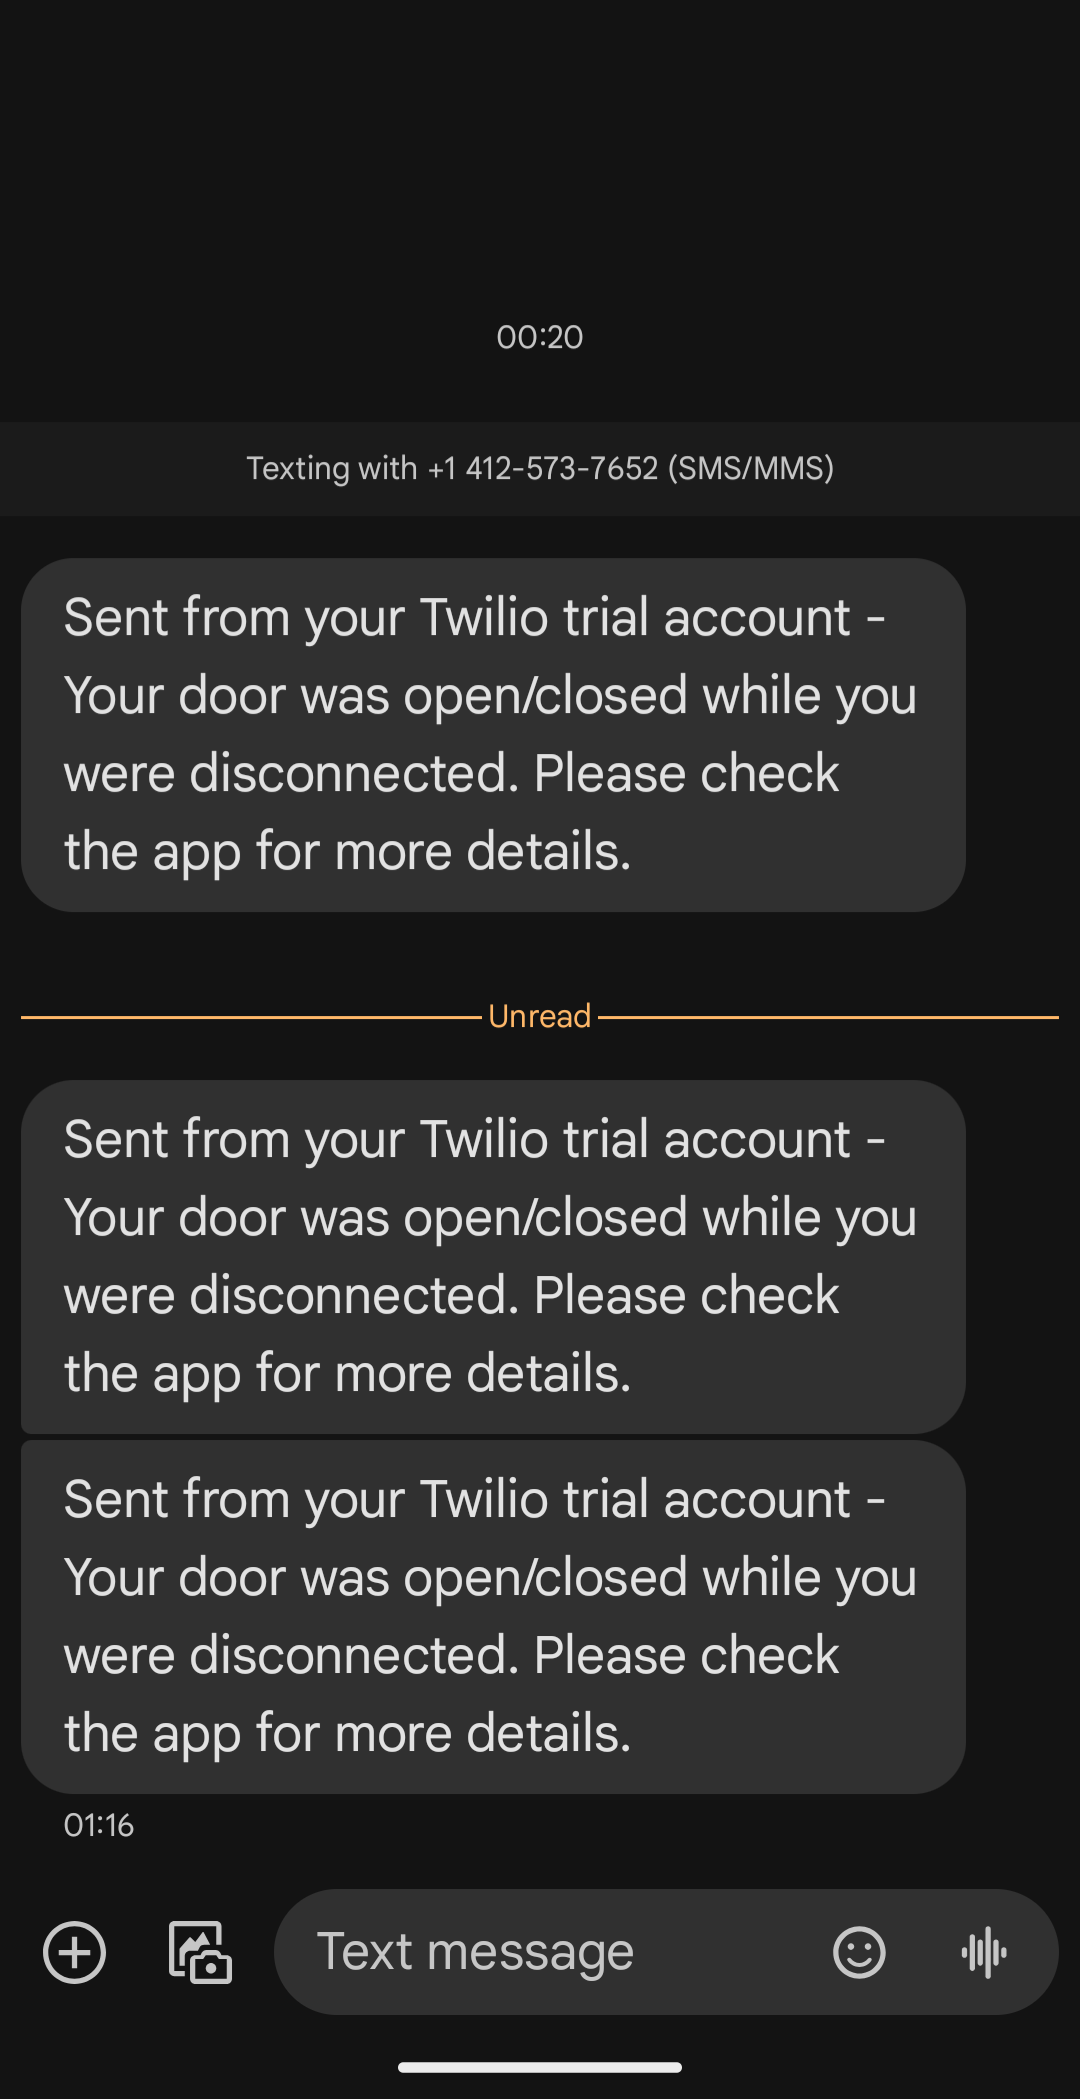 00:20
Texting with +1 412-573-7652 (SMS/MMS)
Sent from your Twilio trial account -
Your door was open/closed while you
were disconnected. Please check
the app for more details.
Unread
Sent from your Twilio trial account -
Your door was open/closed while you
were disconnected. Please check
the app for more details.
Sent from your Twilio trial account -
Your door was open/closed while you
were disconnected. Please check
the app for more details.
01:16
Text message